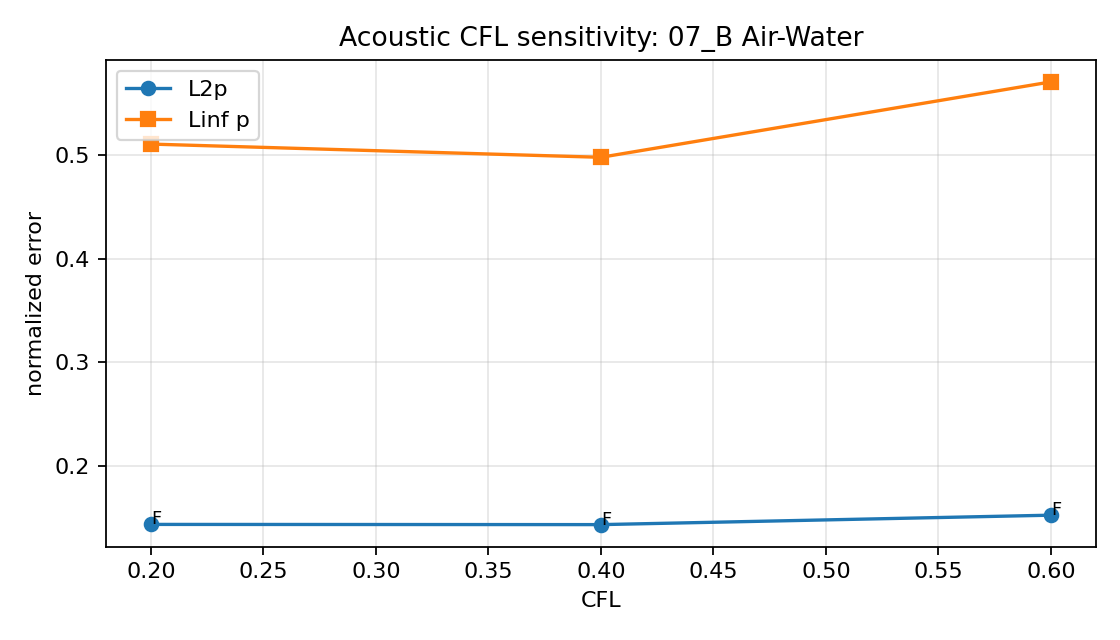 Acoustic CFL sensitivity: 07_B Air-Water
L2p
Linf p
normalized error
0.5
0.4
0.3
0.2
F
F
F
0.20 0.25 0.30 0.35 0.40 0.45 0.50 0.55 0.60
CFL